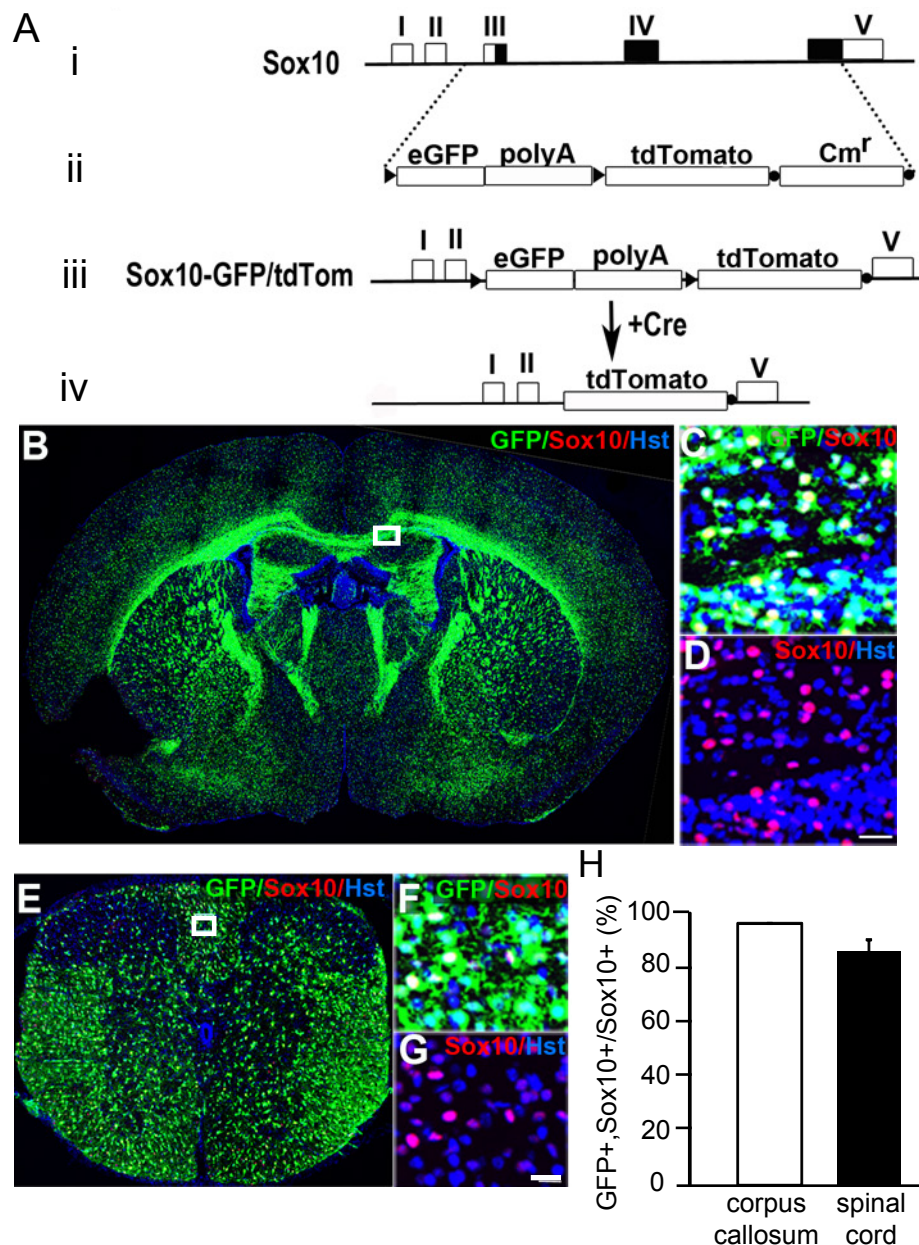 A
I II III IV V
i
Sox10
ii
eGFP polyA tdTomato Cmʳ
I II V
iii
Sox10-GFP/tdTom
eGFP polyA tdTomato
+Cre
iv
I II V
tdTomato
B
GFP/Sox10/Hst
C
GFP/Sox10
D
Sox10/Hst
E
GFP/Sox10/Hst
F
GFP/Sox10
G
Sox10/Hst
H
GFP+,Sox10+/Sox10+ (%)
100
80
60
40
20
0
corpus callosum
spinal cord